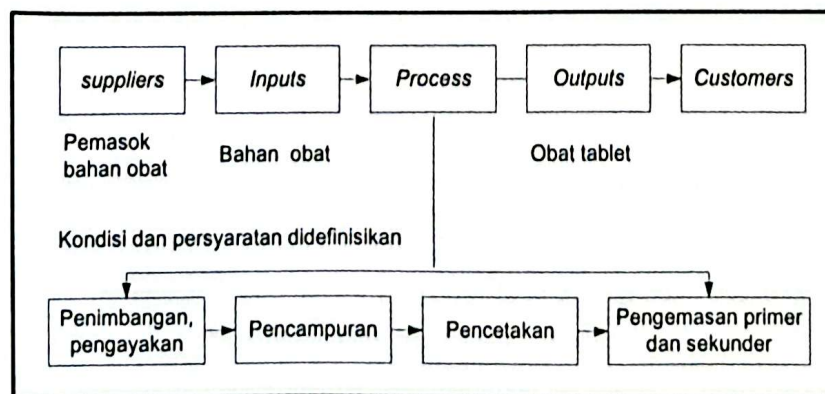 suppliers
Inputs
Process
Outputs
Customers
Pemasok
bahan obat
Bahan obat
Obat tablet
Kondisi dan persyaratan didefinisikan
Penimbangan,
pengayakan
Pencampuran
Pencetakan
Pengemasan primer
dan sekunder